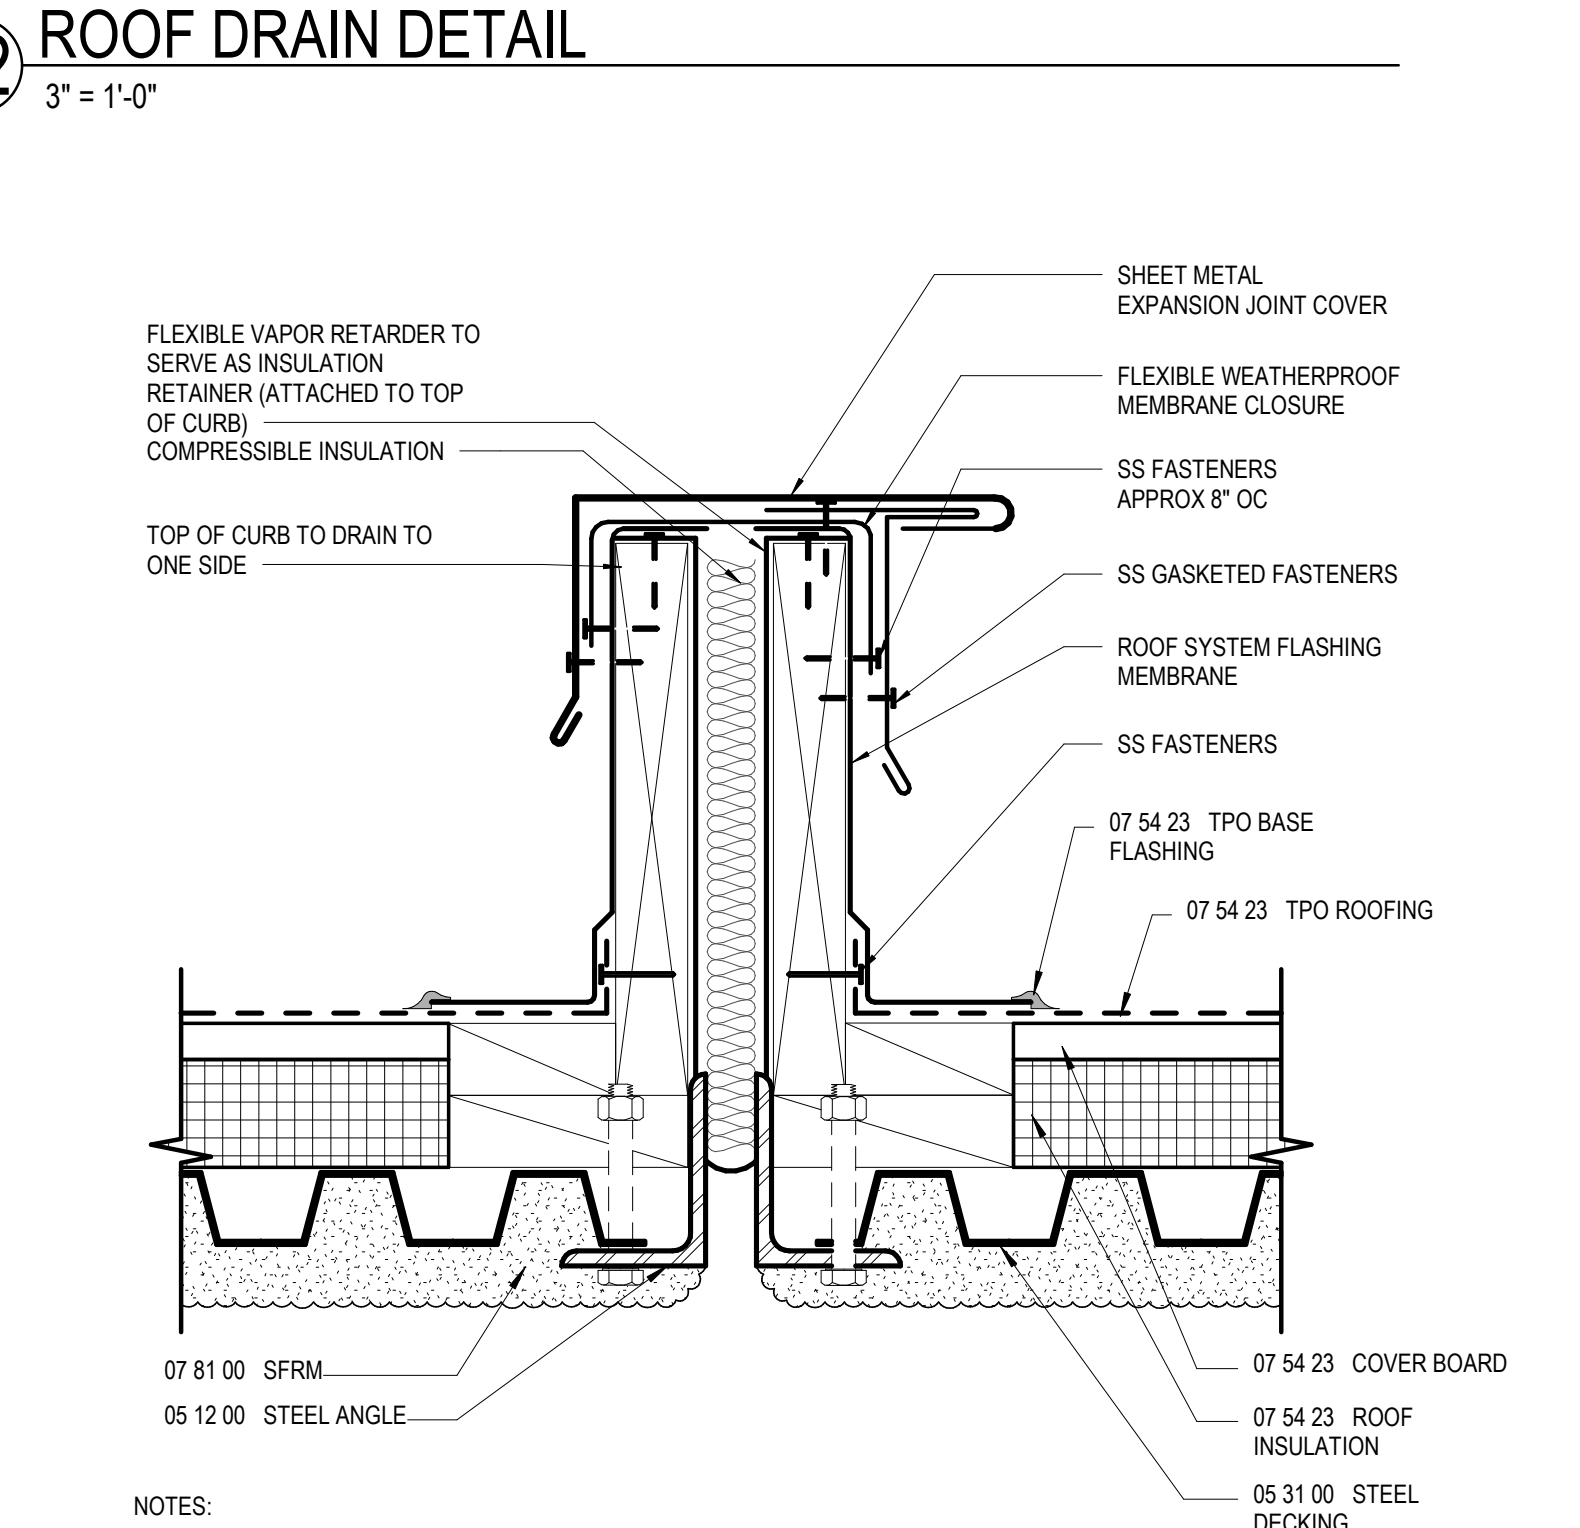 2
ROOF DRAIN DETAIL
3" = 1'-0"
FLEXIBLE VAPOR RETARDER TO
SERVE AS INSULATION
RETAINER (ATTACHED TO TOP
OF CURB)
COMPRESSIBLE INSULATION
TOP OF CURB TO DRAIN TO
ONE SIDE
SHEET METAL
EXPANSION JOINT COVER
FLEXIBLE WEATHERPROOF
MEMBRANE CLOSURE
SS FASTENERS
APPROX 8" OC
SS GASKETED FASTENERS
ROOF SYSTEM FLASHING
MEMBRANE
SS FASTENERS
07 54 23 TPO BASE
FLASHING
07 54 23 TPO ROOFING
07 81 00 SFRM
05 12 00 STEEL ANGLE
07 54 23 COVER BOARD
07 54 23 ROOF
INSULATION
05 31 00 STEEL
DECKING
NOTES: